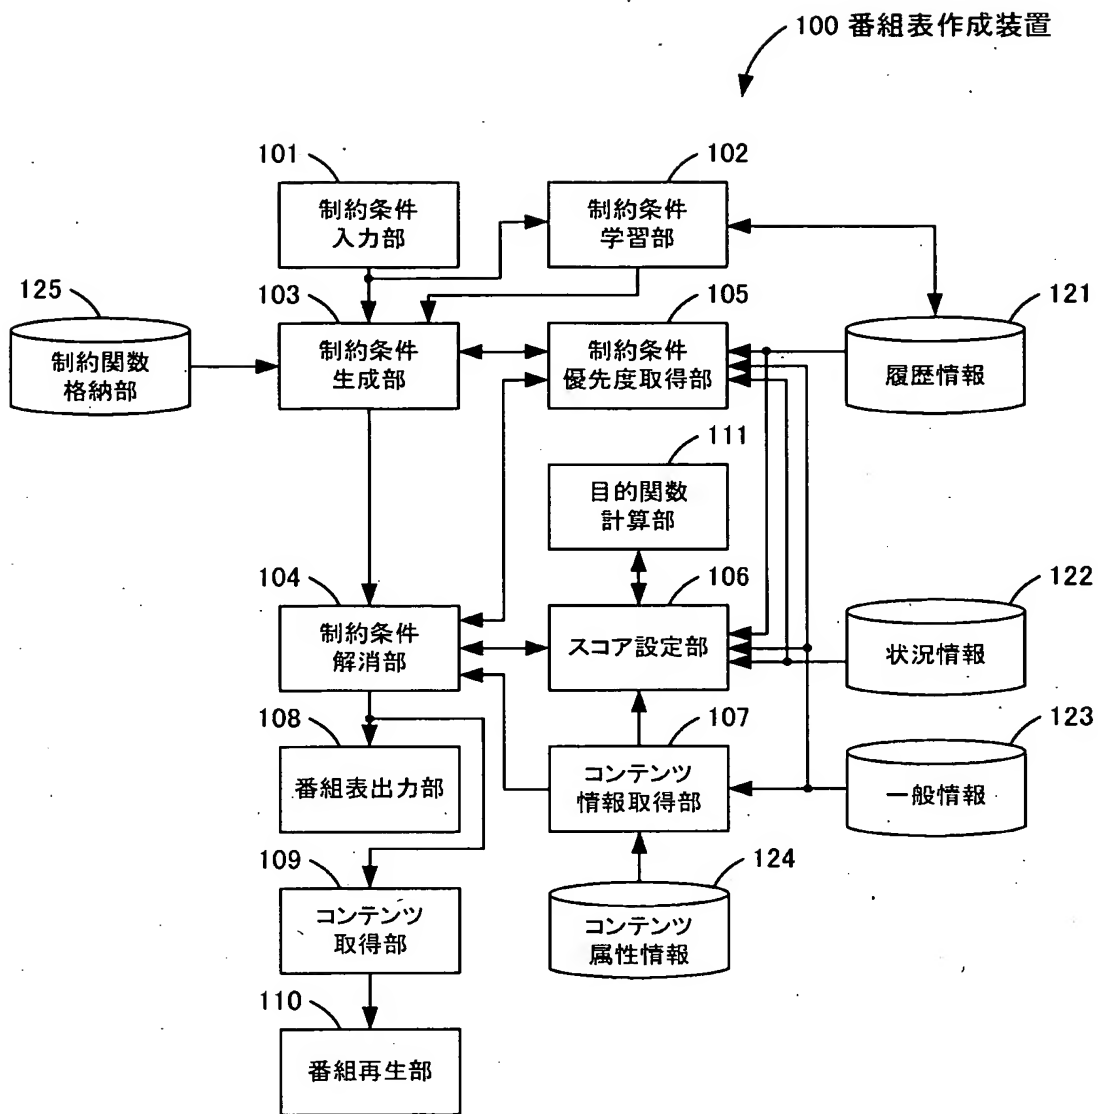 100 番組表作成装置
101
制約条件
入力部
102
制約条件
学習部
125
制約関数
格納部
103
制約条件
生成部
105
制約条件
優先度取得部
121
履歴情報
111
目的関数
計算部
104
制約条件
解消部
106
スコア設定部
122
状況情報
108
番組表出力部
107
コンテンツ
情報取得部
123
一般情報
109
コンテンツ
取得部
124
コンテンツ
属性情報
110
番組再生部